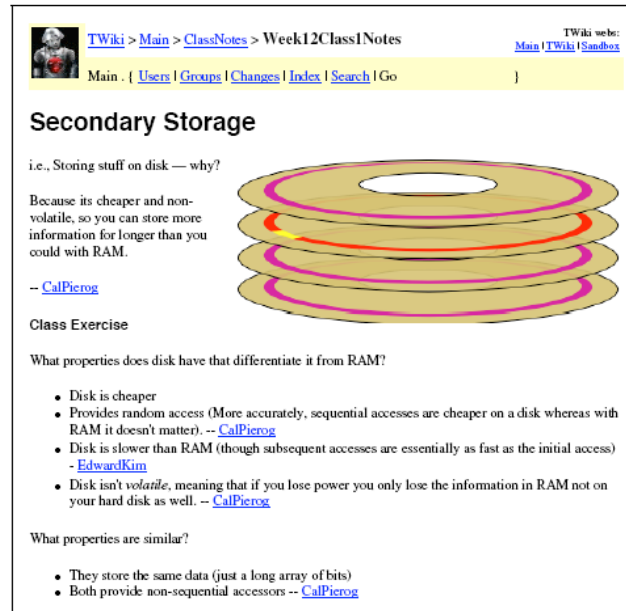 TWiki > Main > ClassNotes > Week12Class1Notes
TWiki webs:
Main | TWiki | Sandbox
Main . { Users | Groups | Changes | Index | Search | Go }
Secondary Storage
i.e., Storing stuff on disk — why?
Because its cheaper and non-
volatile, so you can store more
information for longer than you
could with RAM.
-- CalPierog
Class Exercise
What properties does disk have that differentiate it from RAM?
• Disk is cheaper
• Provides random access (More accurately, sequential accesses are cheaper on a disk whereas with
RAM it doesn't matter). -- CalPierog
• Disk is slower than RAM (though subsequent accesses are essentially as fast as the initial access)
- EdwardKim
• Disk isn't volatile, meaning that if you lose power you only lose the information in RAM not on
your hard disk as well. -- CalPierog
What properties are similar?
• They store the same data (just a long array of bits)
• Both provide non-sequential accessors -- CalPierog